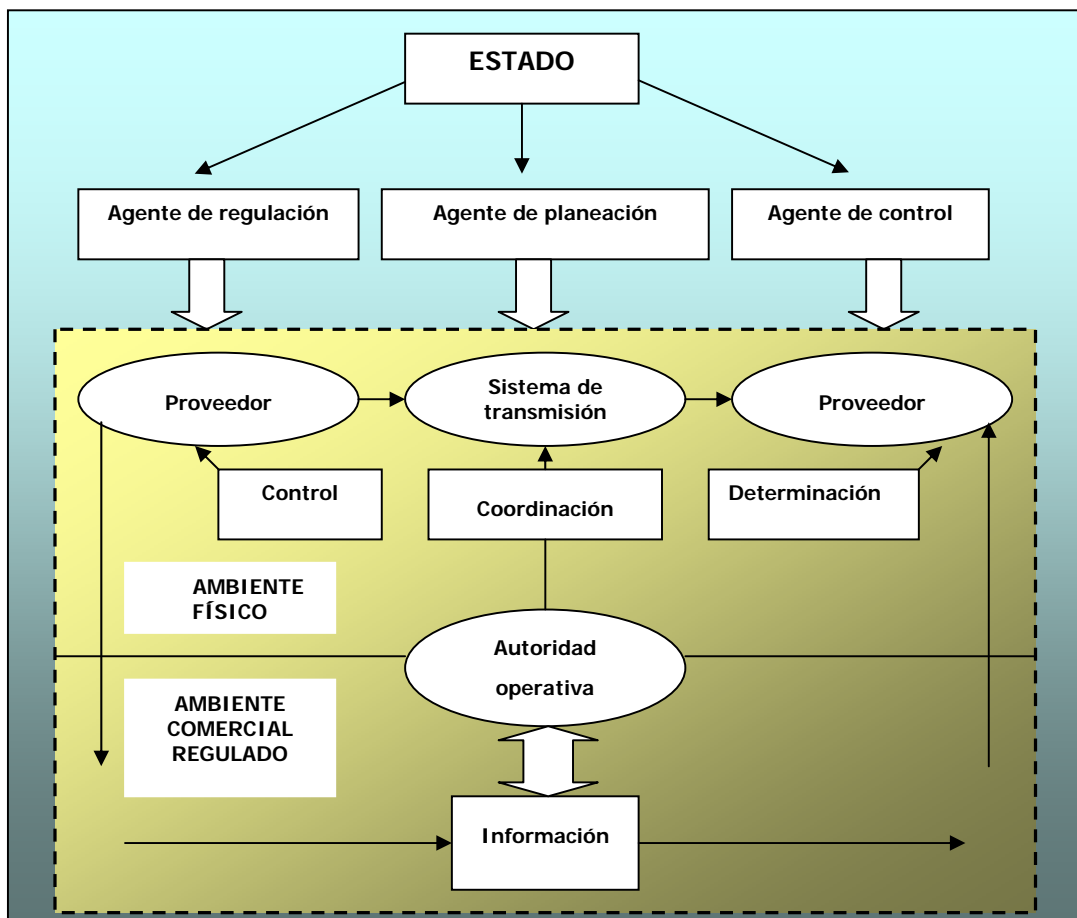 ESTADO
Agente de regulación
Agente de planeación
Agente de control
Proveedor
Sistema de
transmisión
Proveedor
Control
Coordinación
Determinación
AMBIENTE
FÍSICO
Autoridad
operativa
AMBIENTE
COMERCIAL
REGULADO
Información